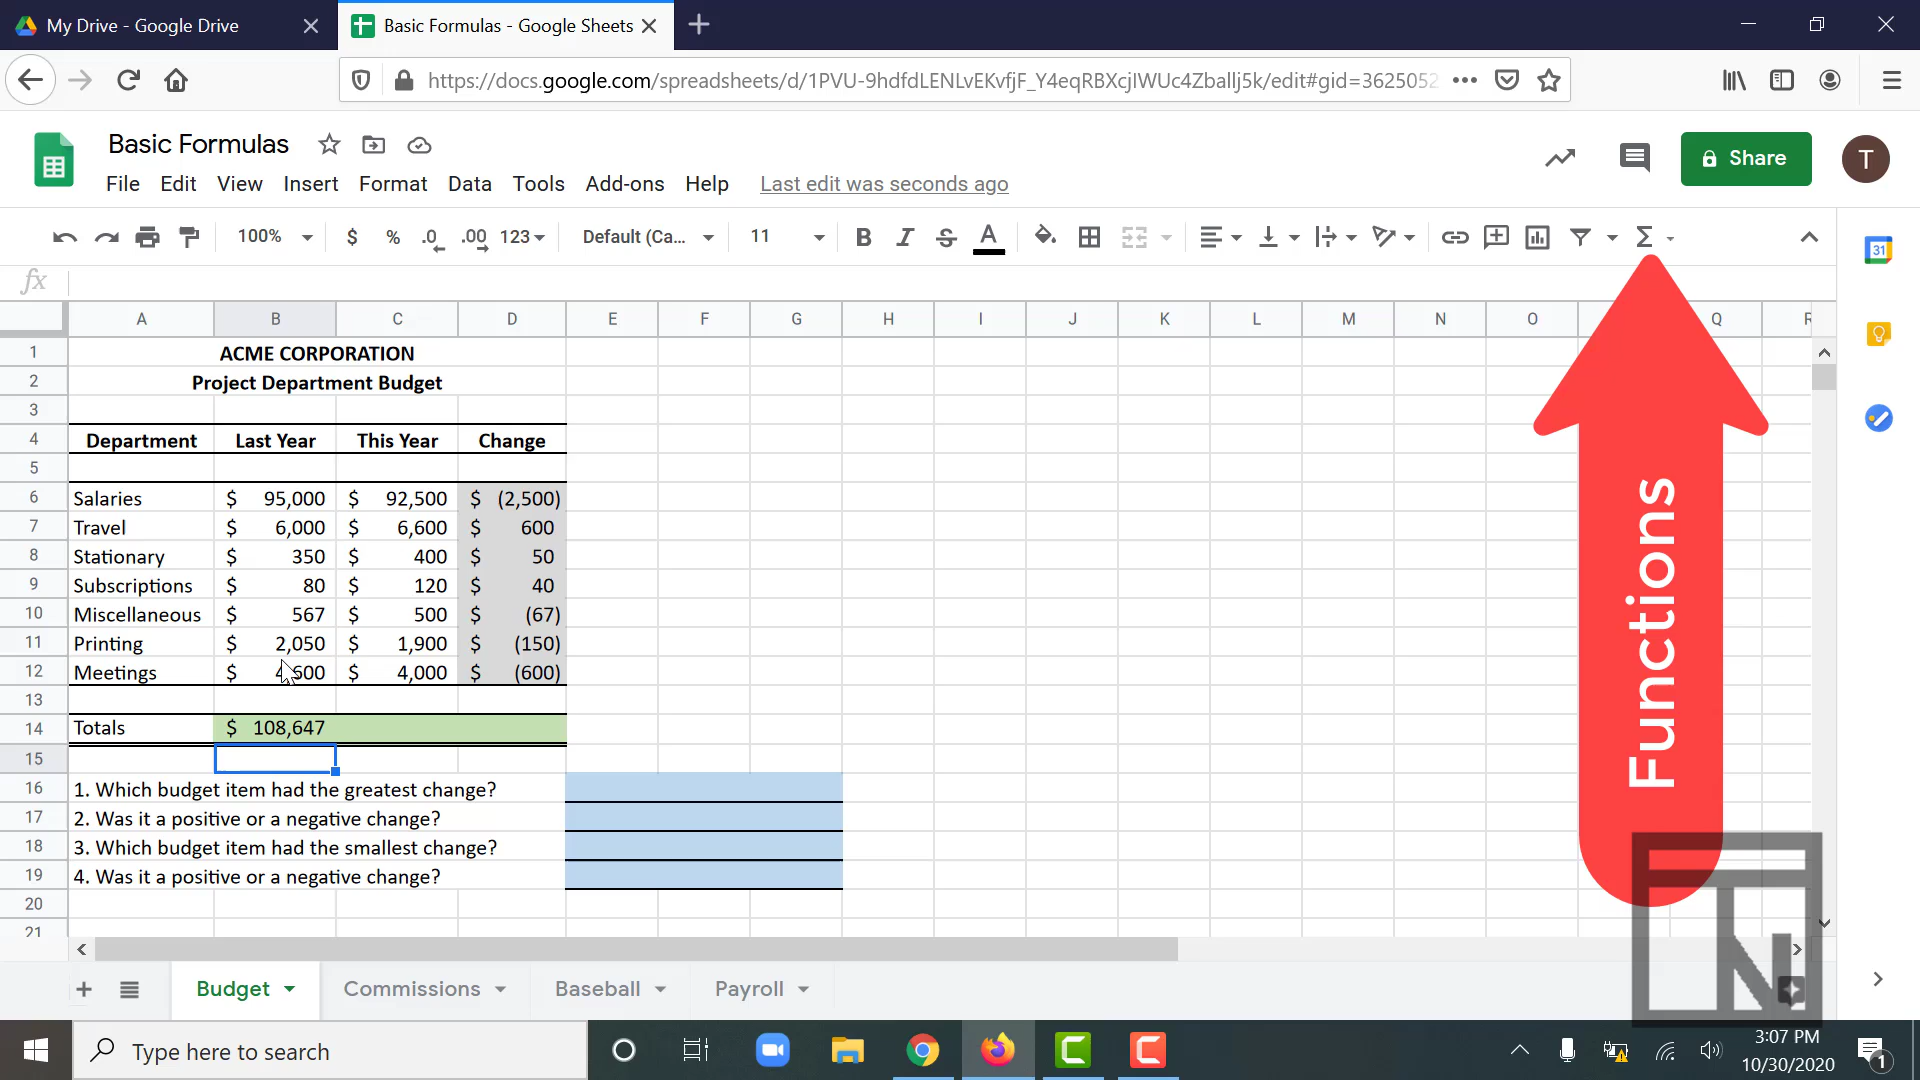 My Drive - Google Drive
Basic Formulas - Google Sheets
https://docs.google.com/spreadsheets/d/1PVU-9hdfdLENLvEKvfjF_Y4eqRBXcjIWUc4ZballJ5k/edit#gid=3625052
Basic Formulas
Share
T
File Edit View Insert Format Data Tools Add-ons Help Last edit was seconds ago
100% $ % .0 .00 123 Default (Ca... 11 B I S A Σ
31
fx
A B C D E F G H I J K L M N O Q R
1 ACME CORPORATION
2 Project Department Budget
3
4 Department Last Year This Year Change
5
6 Salaries $ 95,000 $ 92,500 $ (2,500)
7 Travel $ 6,000 $ 6,600 $ 600
8 Stationary $ 350 $ 400 $ 50
9 Subscriptions $ 80 $ 120 $ 40
10 Miscellaneous $ 567 $ 500 $ (67)
11 Printing $ 2,050 $ 1,900 $ (150)
12 Meetings $ 4,600 $ 4,000 $ (600)
13
14 Totals $ 108,647
15
16 1. Which budget item had the greatest change?
17 2. Was it a positive or a negative change?
18 3. Which budget item had the smallest change?
19 4. Was it a positive or a negative change?
20
21
Functions
Budget Commissions Baseball Payroll
Type here to search
3:07 PM
10/30/2020
1